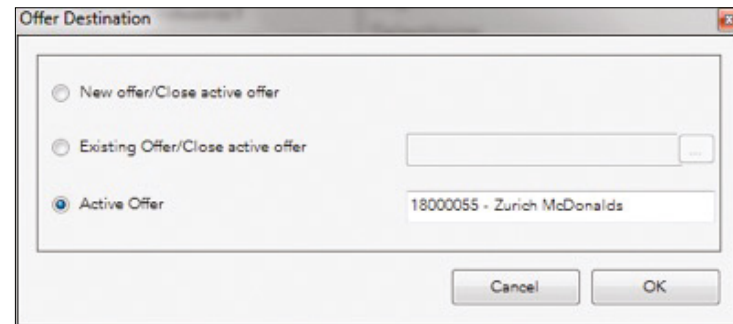 Offer Destination
New offer/Close active offer
Existing Offer/Close active offer
...
Active Offer
18000055 - Zurich McDonalds
Cancel
OK